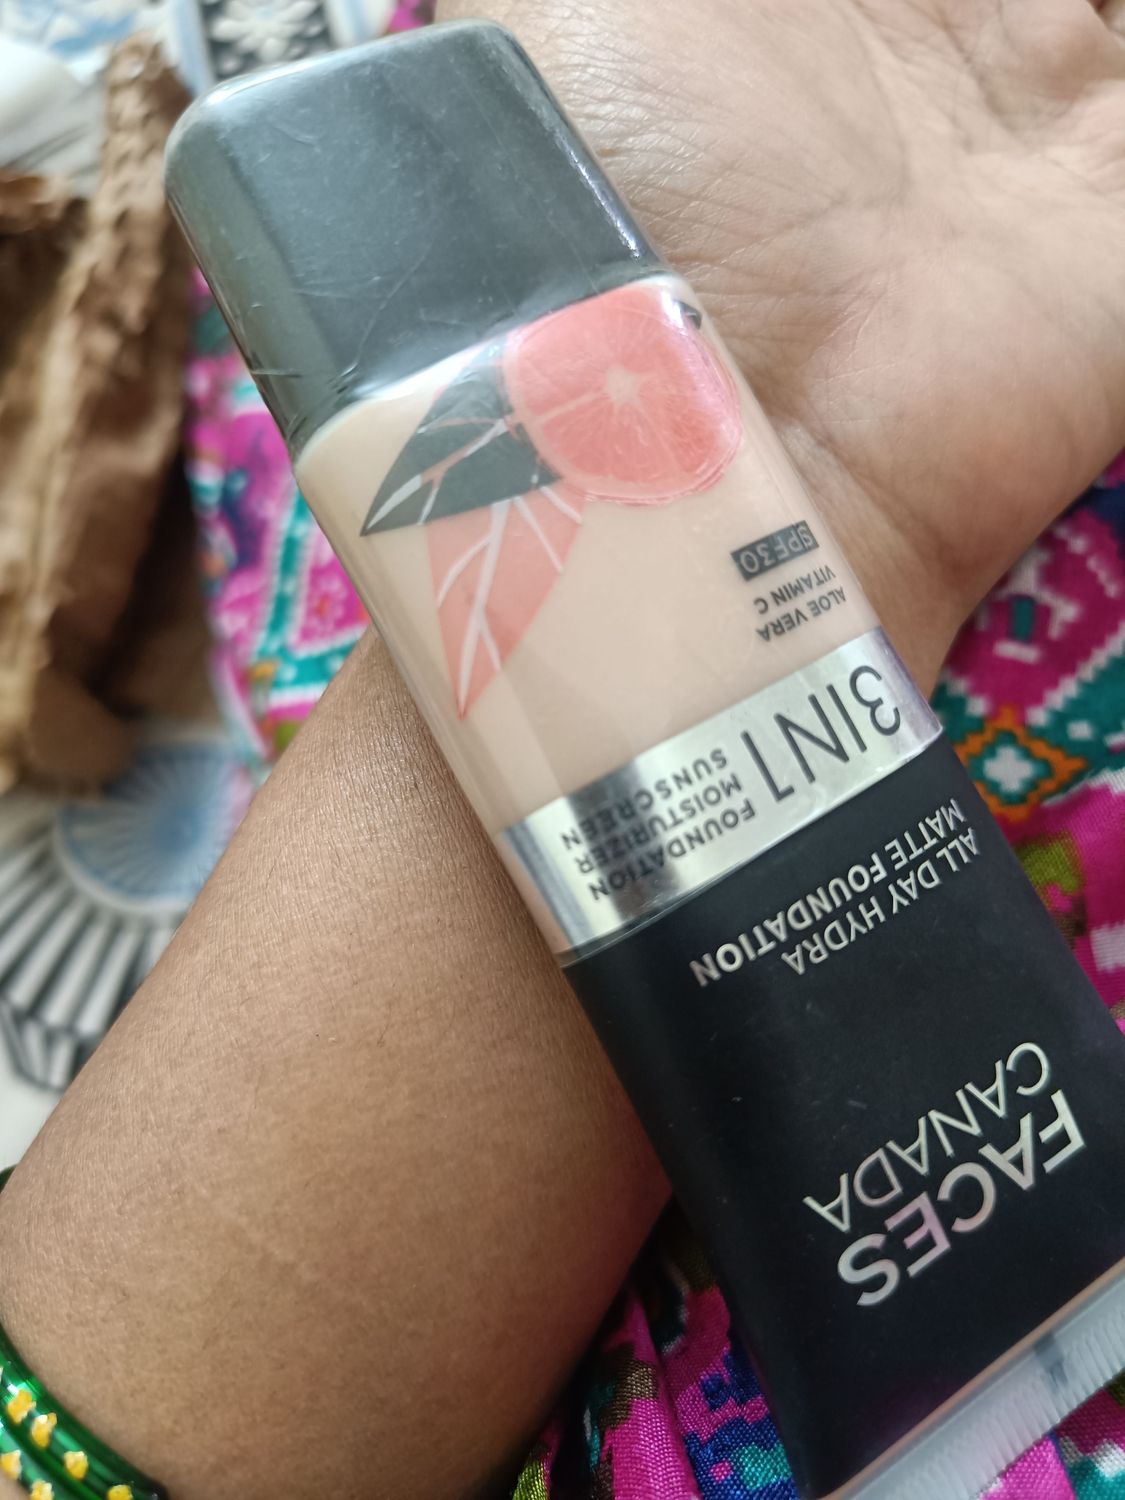 FACES
CANADA
ALL DAY HYDRA
MATTE FOUNDATION
3IN1
FOUNDATION
MOISTURIZER
SUNSCREEN
ALOE VERA
VITAMIN C
SPF30